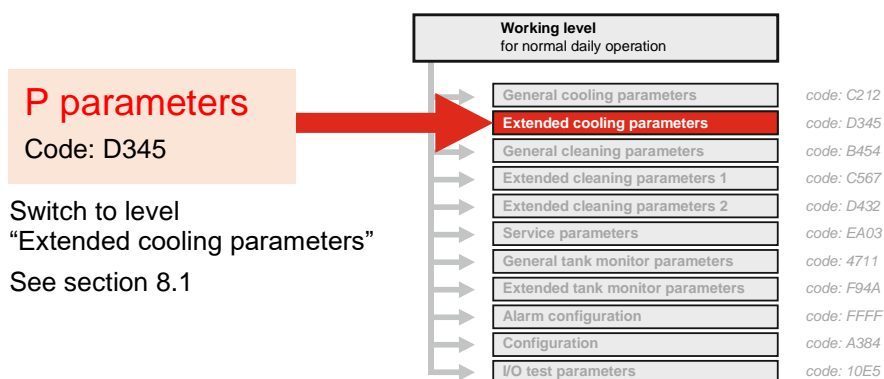 Working level
for normal daily operation
P parameters
Code: D345
Switch to level
“Extended cooling parameters”
See section 8.1
General cooling parameters code: C212
Extended cooling parameters code: D345
General cleaning parameters code: B454
Extended cleaning parameters 1 code: C567
Extended cleaning parameters 2 code: D432
Service parameters code: EA03
General tank monitor parameters code: 4711
Extended tank monitor parameters code: F94A
Alarm configuration code: FFFF
Configuration code: A384
I/O test parameters code: 10E5